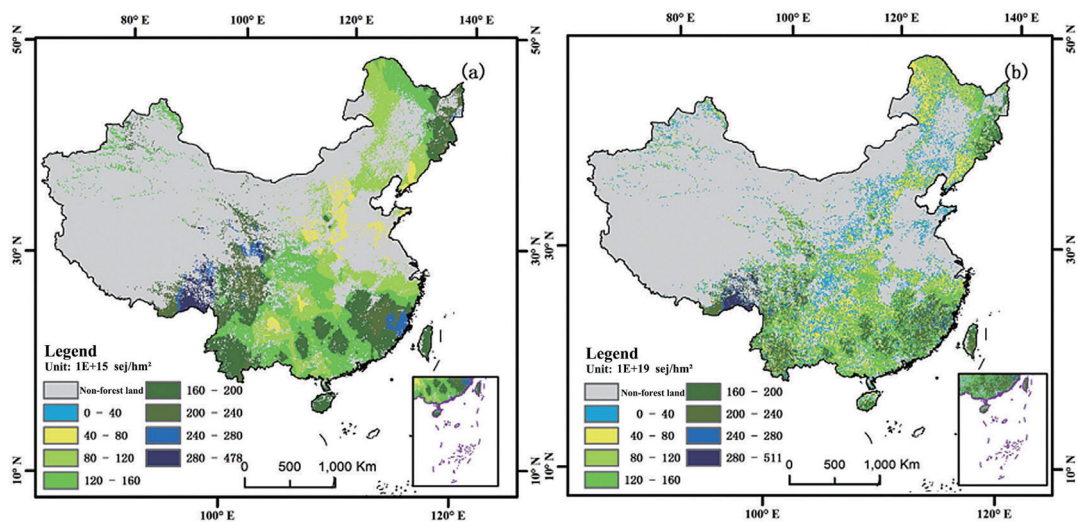 80° E 100° E 120° E 140° E
50° N
30° N
10° N
(a)
50° N
30° N
10° N
Legend
Unit: 1E+15 sej/hm²
Non-forest land
0 - 40
40 - 80
80 - 120
120 - 160
160 - 200
200 - 240
240 - 280
280 - 478
0 500 1,000 Km
100° E 120° E
80° E 100° E 120° E 140° E
50° N
30° N
10° N
(b)
50° N
30° N
10° N
Legend
Unit: 1E+19 sej/hm²
Non-forest land
0 - 40
40 - 80
80 - 120
120 - 160
160 - 200
200 - 240
240 - 280
280 -511
0 500 1,000 Km
100° E 120° E